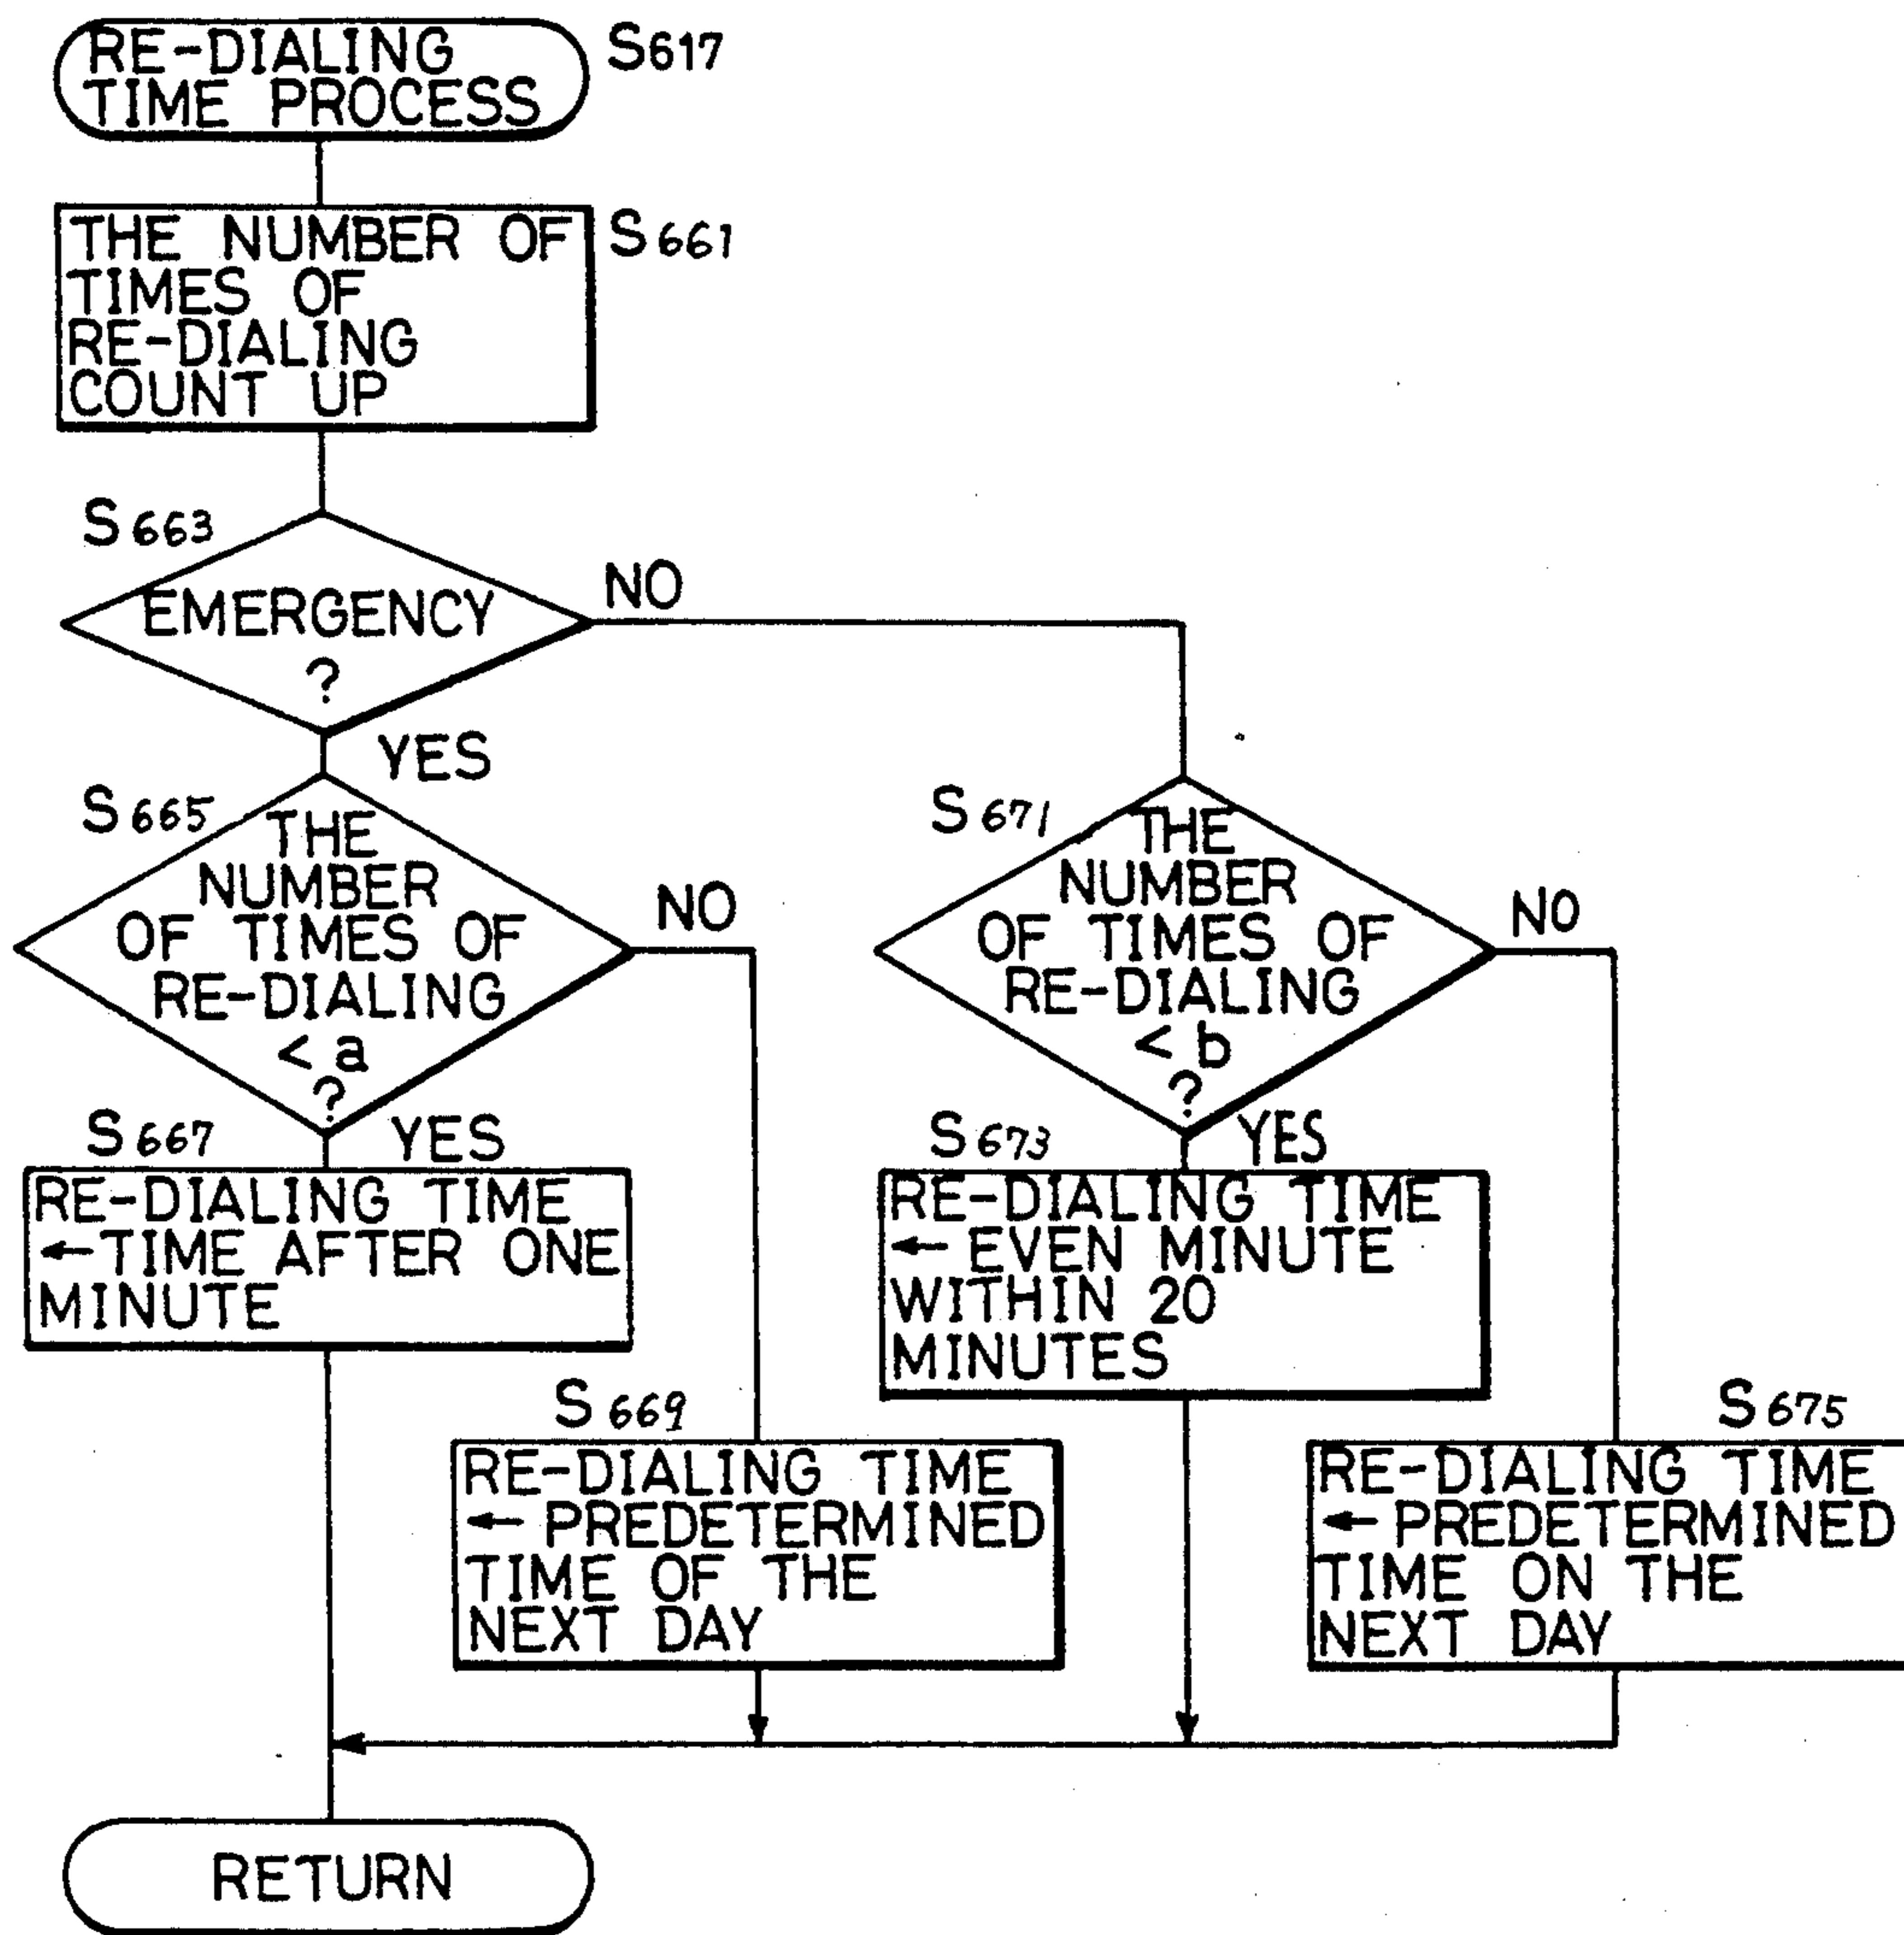 RE-DIALING
TIME PROCESS
S617
THE NUMBER OF
TIMES OF
RE-DIALING
COUNT UP
S661
S663
EMERGENCY
?
NO
YES
S665
THE
NUMBER
OF TIMES OF
RE-DIALING
< a
?
NO
YES
S667
RE-DIALING TIME
←TIME AFTER ONE
MINUTE
S669
RE-DIALING TIME
← PREDETERMINED
TIME OF THE
NEXT DAY
S671
THE
NUMBER
OF TIMES OF
RE-DIALING
< b
?
NO
YES
S673
RE-DIALING TIME
← EVEN MINUTE
WITHIN 20
MINUTES
S675
RE-DIALING TIME
← PREDETERMINED
TIME ON THE
NEXT DAY
RETURN